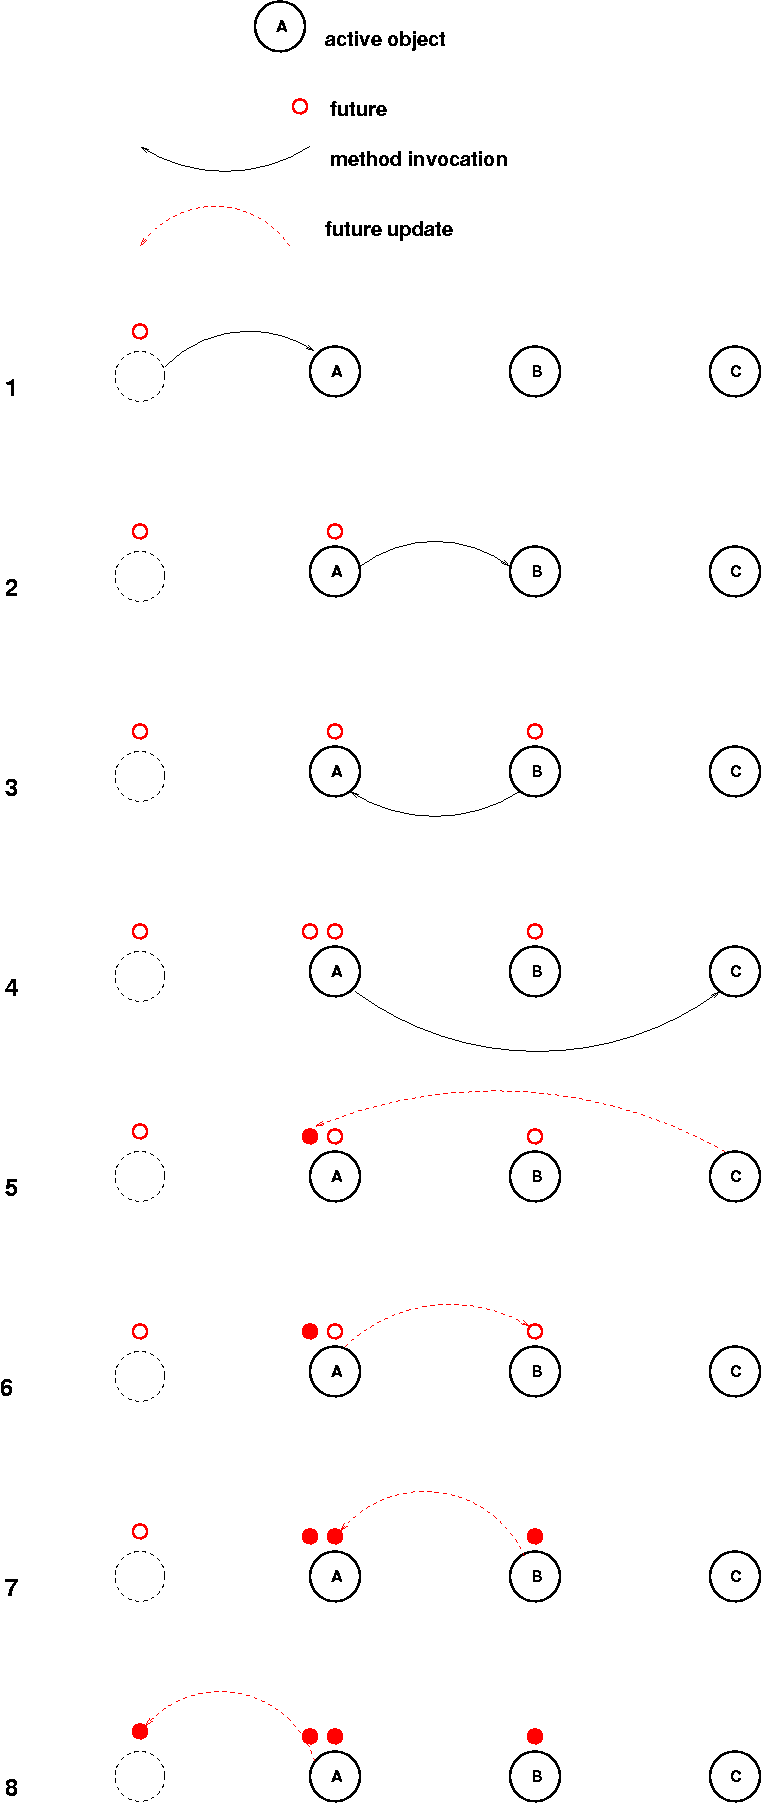 A
active object
future
method invocation
future update
1 A B C
2 A B C
3 A B C
4 A B C
5 A B C
6 A B C
7 A B C
8 A B C